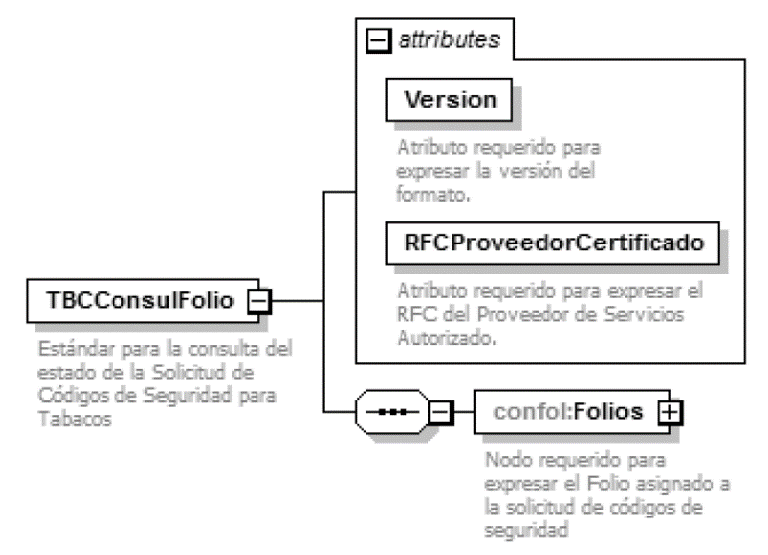 attributes
Version
Atributo requerido para
expresar la versión del
formato.
RFCProveedorCertificado
Atributo requerido para expresar el
RFC del Proveedor de Servicios
Autorizado.
TBCConsulFolio
Estándar para la consulta del
estado de la Solicitud de
Códigos de Seguridad para
Tabacos
confol:Folios
Nodo requerido para
expresar el Folio asignado a
la solicitud de códigos de
seguridad